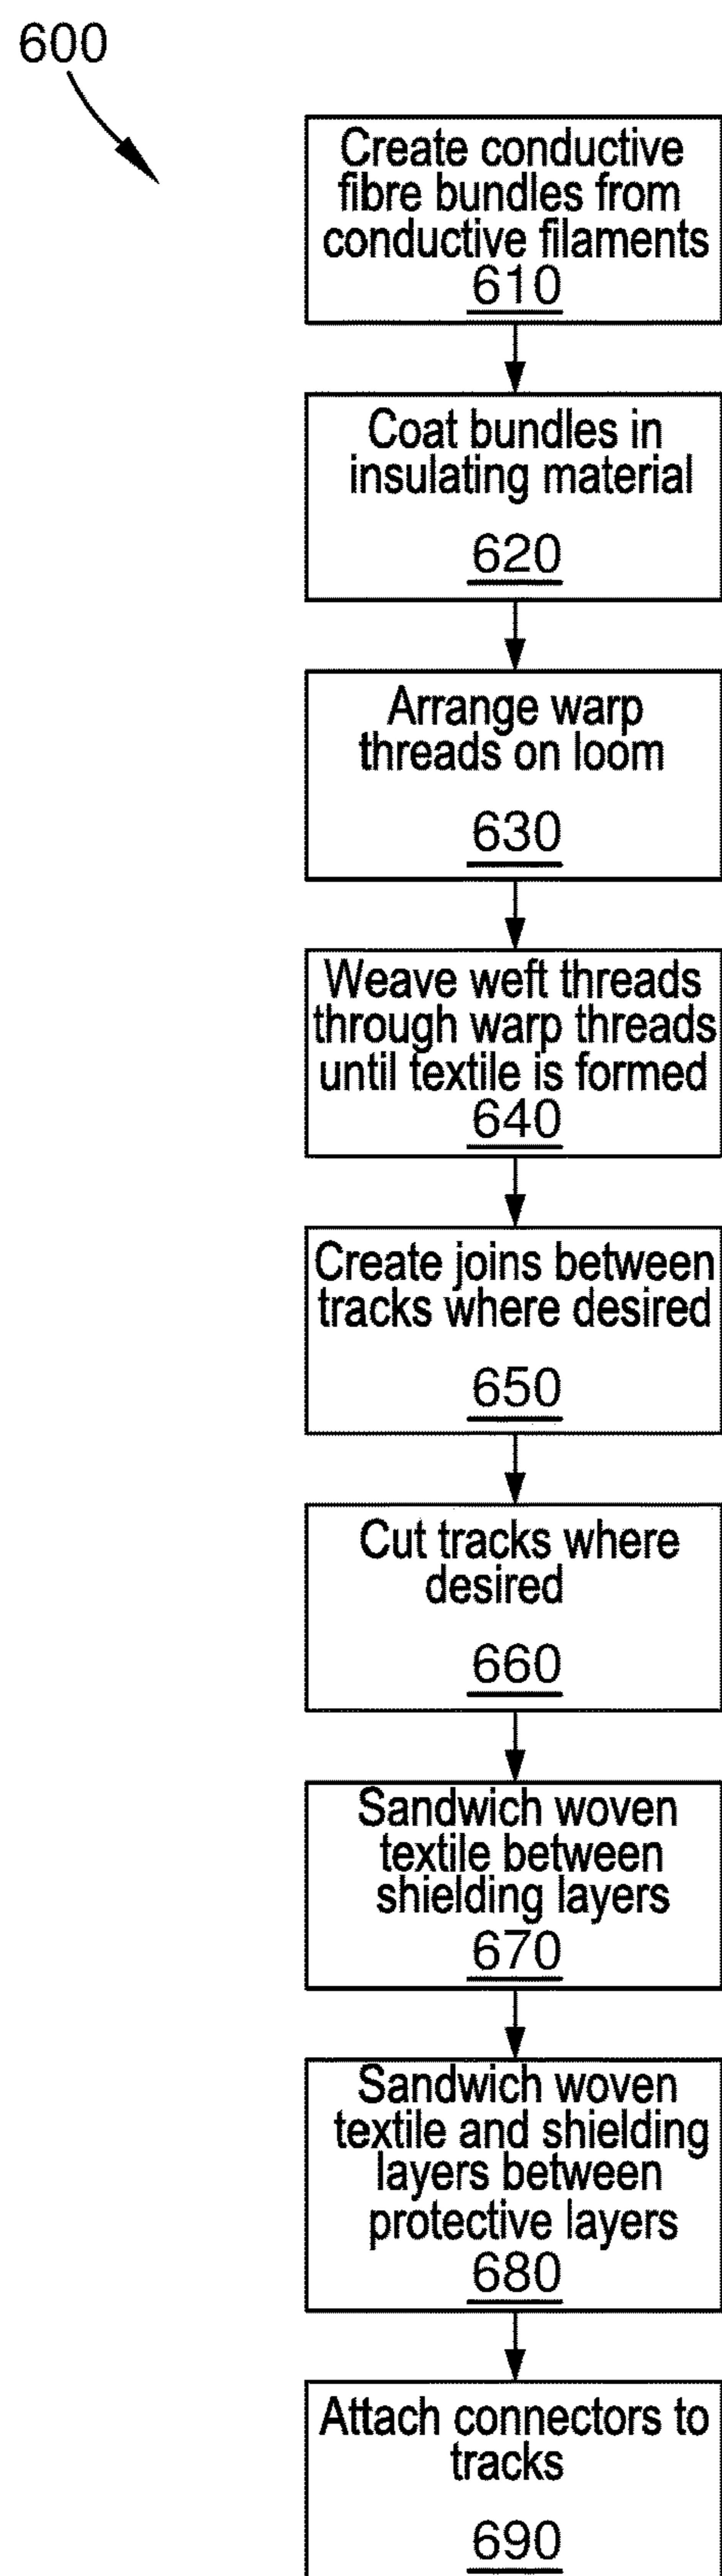 600
Create conductive
fibre bundles from
conductive filaments
610
Coat bundles in
insulating material
620
Arrange warp
threads on loom
630
Weave weft threads
through warp threads
until textile is formed
640
Create joins between
tracks where desired
650
Cut tracks where
desired
660
Sandwich woven
textile between
shielding layers
670
Sandwich woven
textile and shielding
layers between
protective layers
680
Attach connectors to
tracks
690